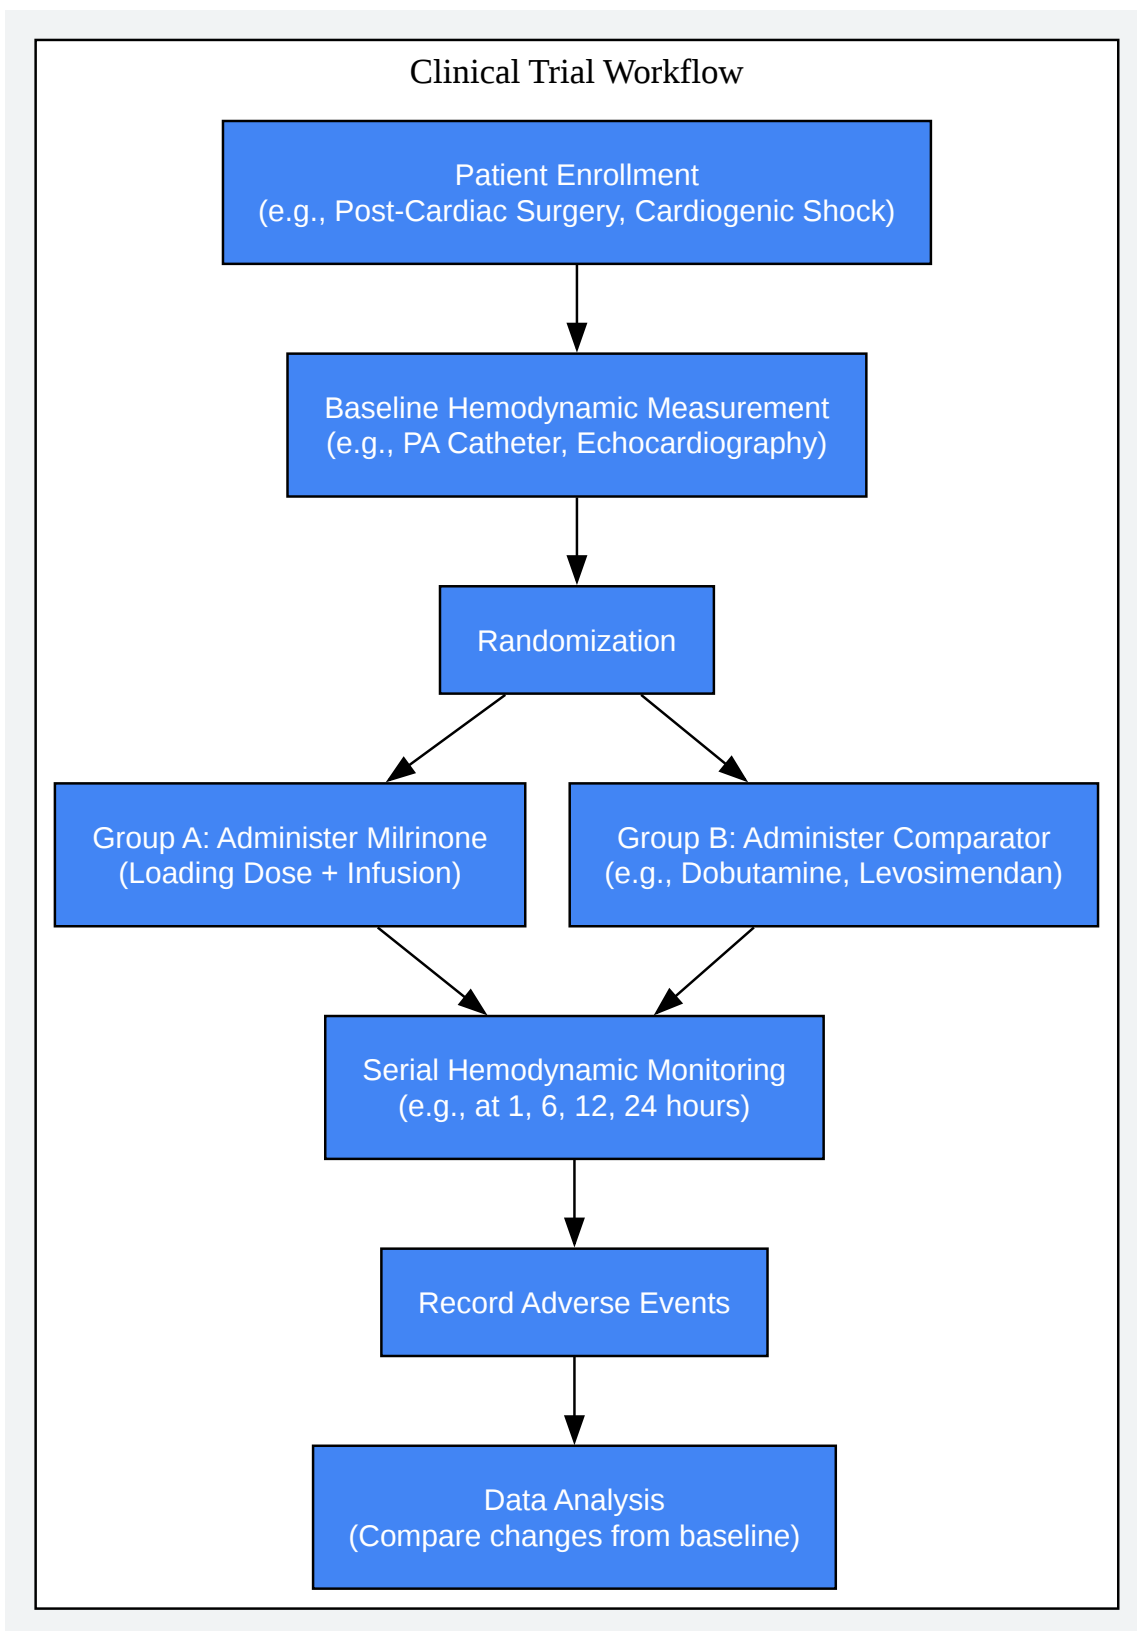 Clinical Trial Workflow
Patient Enrollment
(e.g., Post-Cardiac Surgery, Cardiogenic Shock)
Baseline Hemodynamic Measurement
(e.g., PA Catheter, Echocardiography)
Randomization
Group A: Administer Milrinone
(Loading Dose + Infusion)
Group B: Administer Comparator
(e.g., Dobutamine, Levosimendan)
Serial Hemodynamic Monitoring
(e.g., at 1, 6, 12, 24 hours)
Record Adverse Events
Data Analysis
(Compare changes from baseline)